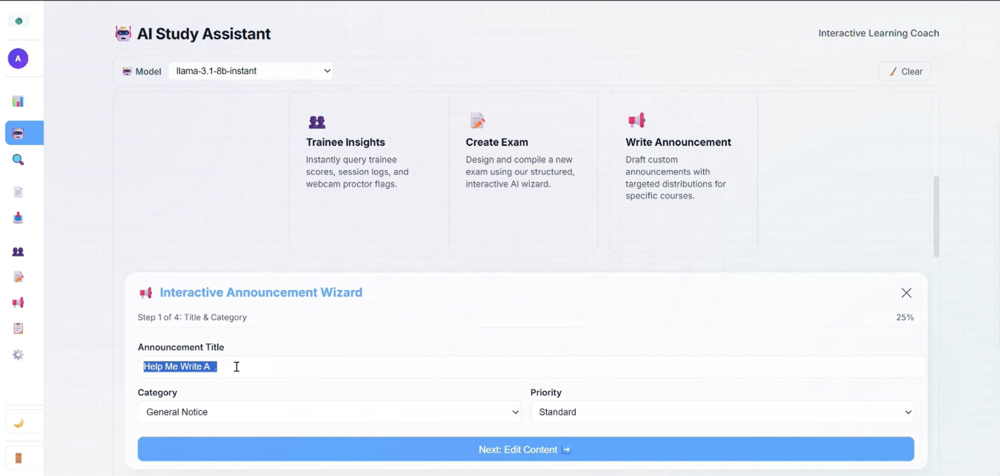 AI Study Assistant
Interactive Learning Coach
A
Model
llama-3.1-8b-instant
Clear
Trainee Insights
Instantly query trainee
scores, session logs, and
webcam proctor flags.
Create Exam
Design and compile a new
exam using our structured,
interactive AI wizard.
Write Announcement
Draft custom
announcements with
targeted distributions for
specific courses.
Interactive Announcement Wizard
Step 1 of 4: Title & Category
25%
Announcement Title
Help Me Write A .
Category
Priority
General Notice
Standard
Next: Edit Content